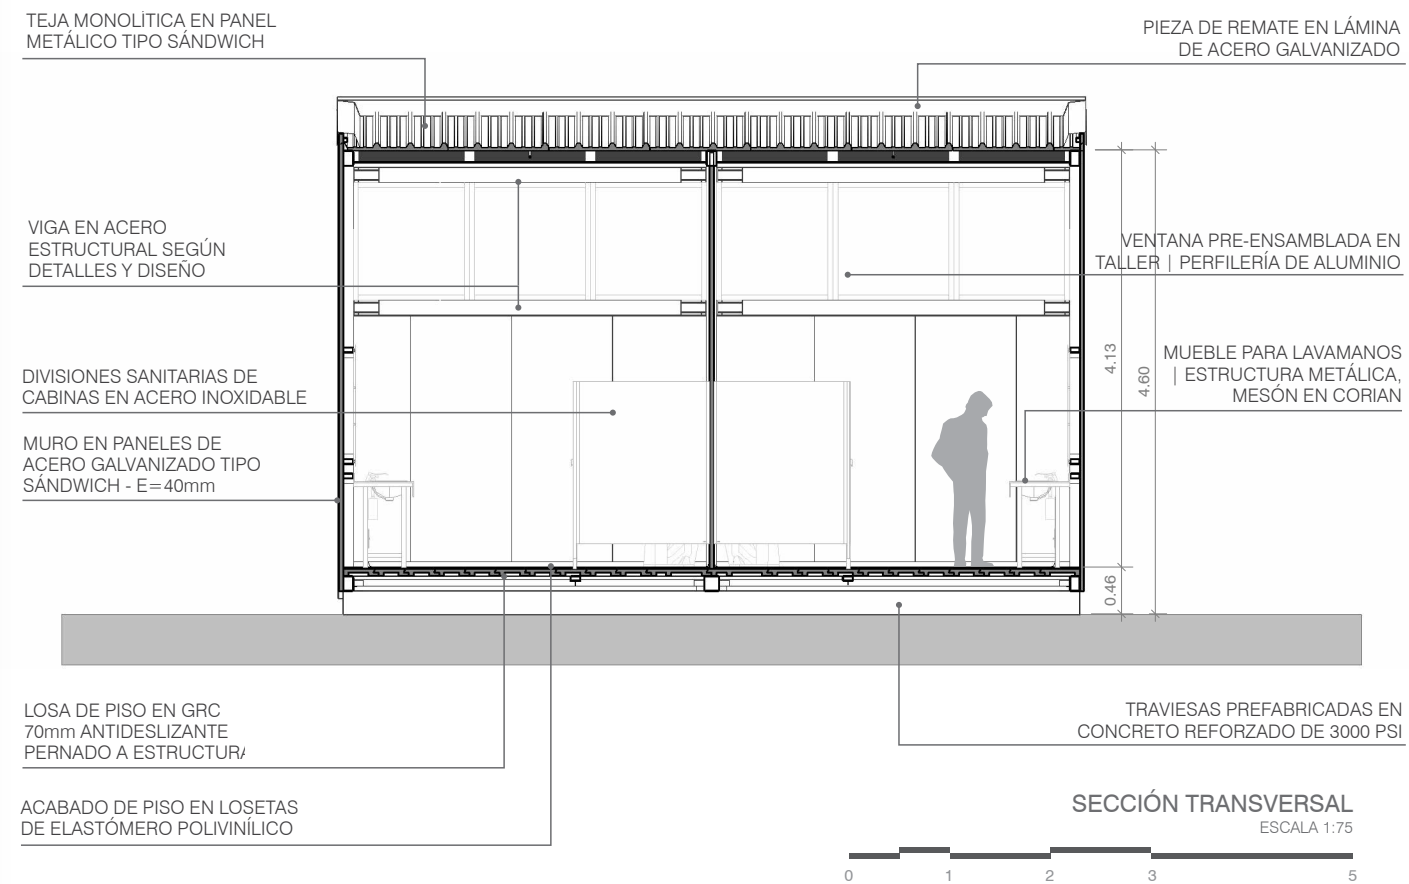 TEJA MONOLÍTICA EN PANEL
METÁLICO TIPO SÁNDWICH
PIEZA DE REMATE EN LÁMINA
DE ACERO GALVANIZADO
VIGA EN ACERO
ESTRUCTURAL SEGÚN
DETALLES Y DISEÑO
VENTANA PRE-ENSAMBLADA EN
TALLER | PERFILERÍA DE ALUMINIO
DIVISIONES SANITARIAS DE
CABINAS EN ACERO INOXIDABLE
MUEBLE PARA LAVAMANOS
| ESTRUCTURA METÁLICA,
MESÓN EN CORIAN
4.13
4.60
MURO EN PANELES DE
ACERO GALVANIZADO TIPO
SÁNDWICH - E=40mm
0.46
LOSA DE PISO EN GRC
70mm ANTIDESLIZANTE
PERNADO A ESTRUCTURA
TRAVIESAS PREFABRICADAS EN
CONCRETO REFORZADO DE 3000 PSI
ACABADO DE PISO EN LOSETAS
DE ELASTÓMERO POLIVINÍLICO
SECCIÓN TRANSVERSAL
ESCALA 1:75
0 1 2 3 5